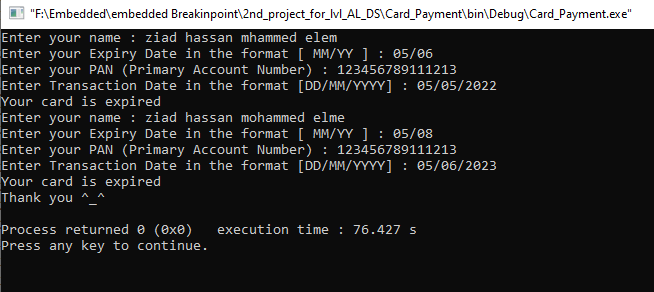 "F:\Embedded\embedded Breakinpoint\2nd_project_for_lvl_AL_DS\Card_Payment\bin\Debug\Card_Payment.exe"
Enter your name : ziad hassan mhammed elem
Enter your Expiry Date in the format [ MM/YY ] : 05/06
Enter your PAN (Primary Account Number) : 123456789111213
Enter Transaction Date in the format [DD/MM/YYYY] : 05/05/2022
Your card is expired
Enter your name : ziad hassan mohammed elme
Enter your Expiry Date in the format [ MM/YY ] : 05/08
Enter your PAN (Primary Account Number) : 123456789111213
Enter Transaction Date in the format [DD/MM/YYYY] : 05/06/2023
Your card is expired
Thank you ^_^
Process returned 0 (0x0)   execution time : 76.427 s
Press any key to continue.